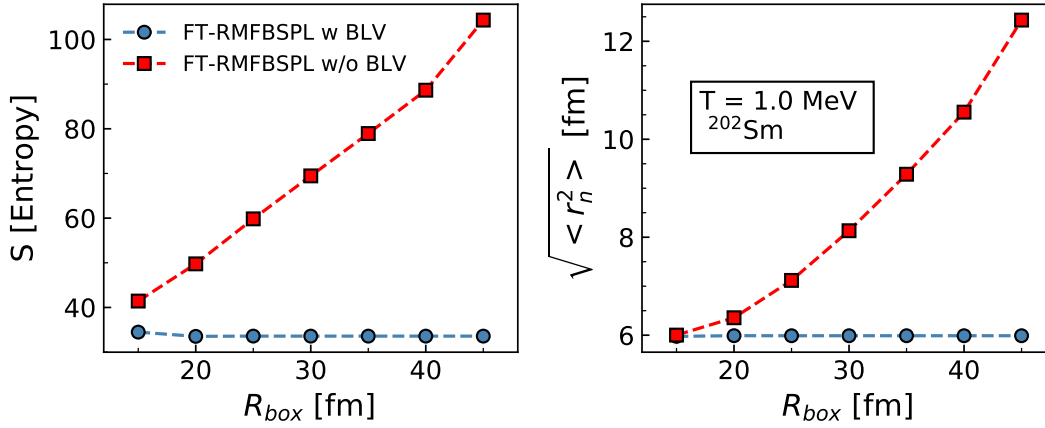 S [Entropy]
100
80
60
40
FT-RMFBSPL w BLV
FT-RMFBSPL w/o BLV
20 30 40
R_box [fm]
√<r_n^2> [fm]
12
10
8
6
T = 1.0 MeV
^202Sm
20 30 40
R_box [fm]